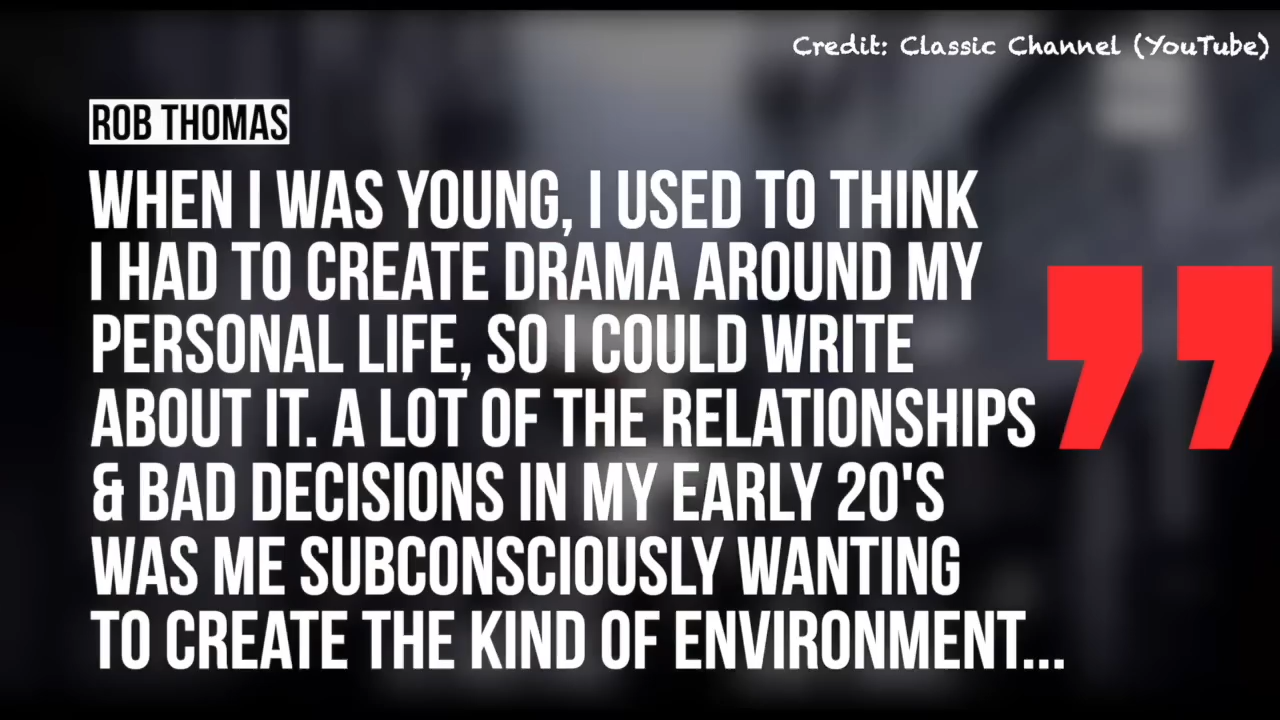 Credit: Classic Channel (YouTube)
ROB THOMAS
WHEN I WAS YOUNG, I USED TO THINK
I HAD TO CREATE DRAMA AROUND MY
PERSONAL LIFE, SO I COULD WRITE
ABOUT IT. A LOT OF THE RELATIONSHIPS
& BAD DECISIONS IN MY EARLY 20'S
WAS ME SUBCONSCIOUSLY WANTING
TO CREATE THE KIND OF ENVIRONMENT...
”